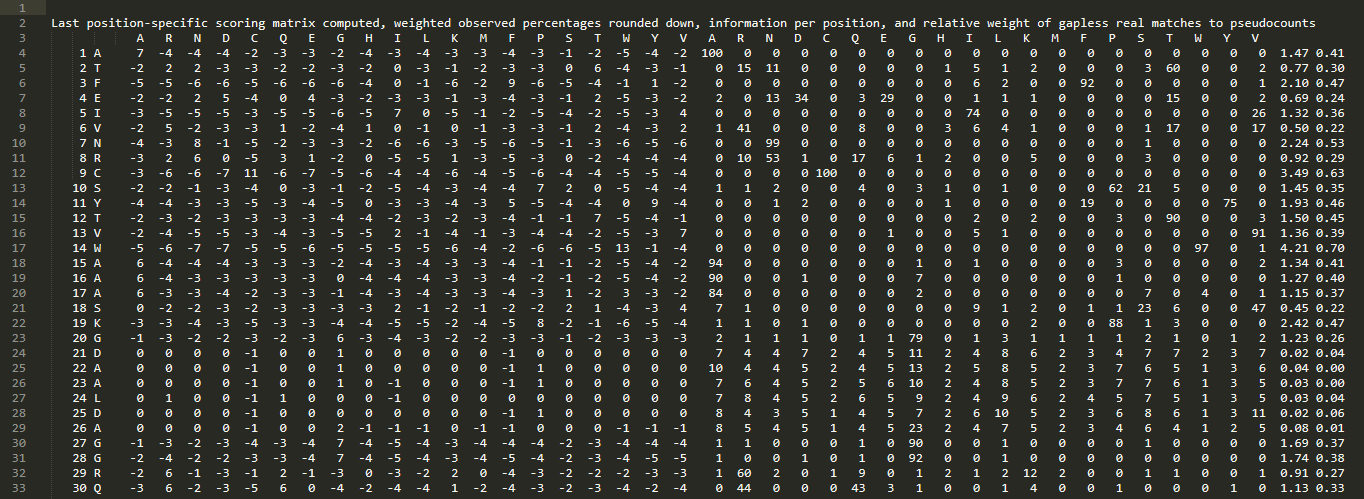 1
2 Last position-specific scoring matrix computed, weighted observed percentages rounded down, information per position, and relative weight of gapless real matches to pseudocounts
3 A R N D C Q E G H I L K M F P S T W Y V A R N D C Q E G H I L K M F P S T W Y V
4 1 A 7 -4 -4 -4 -2 -3 -3 -2 -4 -4 -4 -3 -3 -4 -3 -1 -2 -5 -4 -2 100 0 0 0 0 0 0 0 0 0 0 0 0 0 0 0 0 0 0 0 1.47 0.41
5 2 T -2 2 2 -3 -3 -2 -2 -3 -2 0 -3 -1 -2 -3 -3 0 6 -4 -3 -1 0 15 11 0 0 0 0 0 1 5 1 2 0 0 0 3 60 0 0 2 0.77 0.30
6 3 F -5 -5 -6 -6 -5 -6 -6 -6 -4 0 -1 -6 -2 9 -6 -5 -4 -1 1 -2 0 0 0 0 0 0 0 0 0 6 2 0 0 92 0 0 0 0 0 1 2.10 0.47
7 4 E -2 -2 2 5 -4 0 4 -3 -2 -3 -3 -1 -3 -4 -3 -1 2 -5 -3 -2 2 0 13 34 0 3 29 0 0 1 1 1 0 0 0 0 15 0 0 2 0.69 0.24
8 5 I -3 -5 -5 -5 -3 -5 -5 -6 -5 7 0 -5 -1 -2 -5 -4 -2 -5 -3 4 0 0 0 0 0 0 0 0 0 74 0 0 0 0 0 0 0 0 0 26 1.32 0.36
9 6 V -2 5 -2 -3 -3 1 -2 -4 1 0 -1 0 -1 -3 -3 -2 2 -4 -3 2 1 41 0 0 0 8 0 0 3 6 4 1 0 0 0 1 17 0 0 17 0.50 0.22
10 7 N -4 -3 8 -1 -5 -2 -3 -3 -2 -6 -6 -3 -5 -6 -5 -1 -3 -6 -5 -6 0 0 99 0 0 0 0 0 0 0 0 0 0 0 0 1 0 0 0 0 2.24 0.53
11 8 R -3 2 6 0 -5 3 1 -2 0 -5 -5 1 -3 -5 -3 0 -2 -4 -4 -4 0 10 53 1 0 17 6 1 2 0 0 5 0 0 0 3 0 0 0 0 0.92 0.29
12 9 C -3 -6 -6 -7 11 -6 -7 -5 -6 -4 -4 -6 -4 -5 -6 -4 -4 -5 -5 -4 0 0 0 0 100 0 0 0 0 0 0 0 0 0 0 0 0 0 0 0 3.49 0.63
13 10 S -2 -2 -1 -3 -4 0 -3 -1 -2 -5 -4 -3 -4 -4 7 2 0 -5 -4 -4 1 1 2 0 0 4 0 3 1 0 1 0 0 0 62 21 5 0 0 0 1.45 0.35
14 11 Y -4 -4 -3 -3 -5 -3 -4 -5 0 -3 -3 -4 -3 5 -5 -4 -4 0 9 -4 0 0 1 2 0 0 0 0 1 0 0 0 0 19 0 0 0 0 75 0 1.93 0.46
15 12 T -2 -3 -2 -3 -3 -3 -3 -4 -4 -2 -3 -2 -3 -4 -1 -1 7 -5 -4 -1 0 0 0 0 0 0 0 0 0 2 0 2 0 0 3 0 90 0 0 3 1.50 0.45
16 13 V -2 -4 -5 -5 -3 -4 -3 -5 -5 2 -1 -4 -1 -3 -4 -4 -2 -5 -3 7 0 0 0 0 0 0 1 0 0 5 1 0 0 0 0 0 0 0 0 91 1.36 0.39
17 14 W -5 -6 -7 -7 -5 -5 -6 -5 -5 -5 -5 -6 -4 -2 -6 -6 -5 13 -1 -4 0 0 0 0 0 0 0 0 0 0 0 0 0 0 0 0 0 97 0 1 4.21 0.70
18 15 A 6 -4 -4 -4 -3 -3 -3 -2 -4 -3 -4 -3 -3 -4 -1 -1 -2 -5 -4 -2 94 0 0 0 0 0 0 0 1 0 1 0 0 0 3 0 0 0 0 2 1.34 0.41
19 16 A 6 -4 -3 -3 -3 -3 -3 0 -4 -4 -4 -3 -3 -4 -2 -1 -2 -5 -4 -2 90 0 0 1 0 0 0 7 0 0 0 0 0 0 1 0 0 0 0 0 1.27 0.40
20 17 A 6 -3 -3 -4 -2 -3 -3 -1 -4 -3 -4 -3 -3 -4 -3 1 -2 3 -3 -2 84 0 0 0 0 0 0 2 0 0 0 0 0 0 0 7 0 4 0 1 1.15 0.37
21 18 S 0 -2 -2 -3 -2 -3 -3 -3 -3 2 -1 -2 -1 -2 -2 2 1 -4 -3 4 7 1 0 0 0 0 0 0 0 9 1 2 0 1 1 23 6 0 0 47 0.45 0.22
22 19 K -3 -3 -4 -3 -5 -3 -3 -4 -4 -5 -5 -2 -4 -5 8 -2 -1 -6 -5 -4 1 1 0 1 0 0 0 0 0 0 0 2 0 0 88 1 3 0 0 0 2.42 0.47
23 20 G -1 -3 -2 -2 -3 -2 -3 6 -3 -4 -3 -2 -2 -3 -3 -1 -2 -3 -3 -3 2 1 1 1 0 1 1 79 0 1 3 1 1 1 1 2 1 0 1 2 1.23 0.26
24 21 D 0 0 0 0 -1 0 0 1 0 0 0 0 0 -1 0 0 0 0 0 0 7 4 4 7 2 4 5 11 2 4 8 6 2 3 4 7 7 2 3 7 0.02 0.04
25 22 A 0 0 0 0 -1 0 0 1 0 0 0 0 0 -1 1 0 0 0 0 0 10 4 4 5 2 4 5 13 2 5 8 5 2 3 7 6 5 1 3 6 0.04 0.00
26 23 A 0 0 0 0 -1 0 0 1 0 -1 0 0 0 -1 1 0 0 0 0 0 7 6 4 5 2 5 6 10 2 4 8 5 2 3 7 7 6 1 3 5 0.03 0.00
27 24 L 0 1 0 0 -1 1 0 0 0 -1 0 0 0 0 0 0 0 0 0 0 7 8 4 5 2 6 5 9 2 4 9 6 2 4 5 7 5 1 3 5 0.03 0.04
28 25 D 0 0 0 0 -1 0 0 0 0 0 0 0 0 -1 1 0 0 0 0 0 8 4 3 5 1 4 5 7 2 6 10 5 2 3 6 8 6 1 3 11 0.02 0.06
29 26 A 0 0 0 0 -1 0 0 2 -1 -1 -1 0 -1 -1 0 0 0 -1 -1 -1 8 5 4 5 1 4 5 23 2 4 7 5 2 3 4 6 4 1 2 5 0.08 0.01
30 27 G -1 -3 -2 -3 -4 -3 -4 7 -4 -5 -4 -3 -4 -4 -4 -2 -3 -4 -4 -4 1 1 0 0 0 1 0 90 0 0 1 0 0 0 0 1 0 0 0 0 1.69 0.37
31 28 G -2 -4 -2 -2 -4 -3 -3 7 -4 -5 -4 -3 -4 -5 -4 -2 -3 -4 -5 -5 1 0 0 1 0 1 0 92 0 0 1 0 0 0 0 0 0 0 0 0 1.74 0.38
32 29 R -2 6 -1 -3 -1 2 -1 -3 0 -3 -2 2 0 -4 -3 -2 -2 -4 -3 -3 1 60 2 0 1 9 0 1 2 1 2 12 2 0 0 1 1 0 0 1 0.91 0.27
33 30 Q -3 6 -2 -3 -5 6 0 -4 -2 -4 -4 1 -2 -4 -3 -2 -2 -4 -2 -4 0 44 0 0 0 43 3 1 0 0 1 4 0 0 1 0 0 0 1 0 1.13 0.33